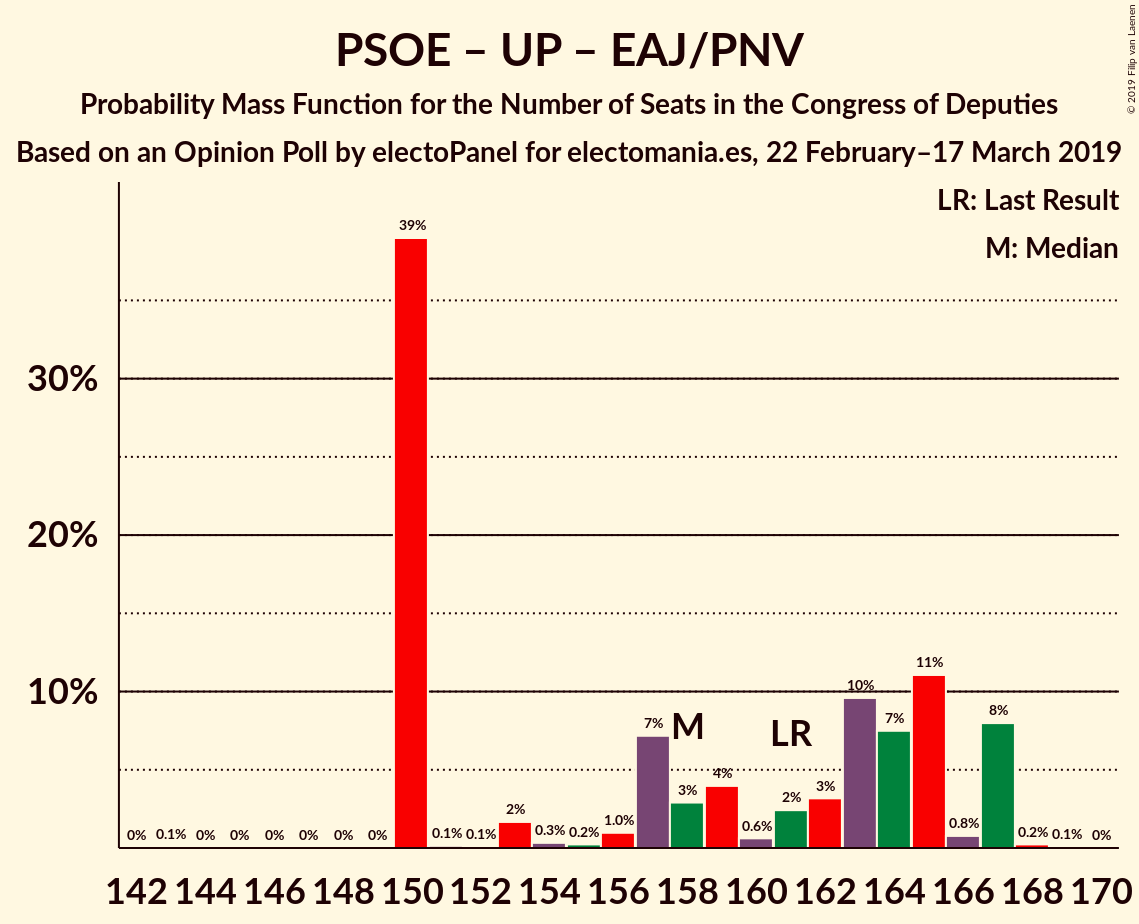 PSOE – UP – EAJ/PNV
Probability Mass Function for the Number of Seats in the Congress of Deputies
Based on an Opinion Poll by electoPanel for electomania.es, 22 February–17 March 2019
© 2019 Filip van Laenen
LR: Last Result
M: Median
39%
30%
20%
11%
10%
10%
8%
7%
7%
M
LR
4%
3%
3%
2%
2%
1.0%
0.8%
0.6%
0% 0.1% 0% 0% 0% 0% 0% 0% 0.1% 0.1% 0.3% 0.2% 0.2% 0.1% 0%
142 144 146 148 150 152 154 156 158 160 162 164 166 168 170